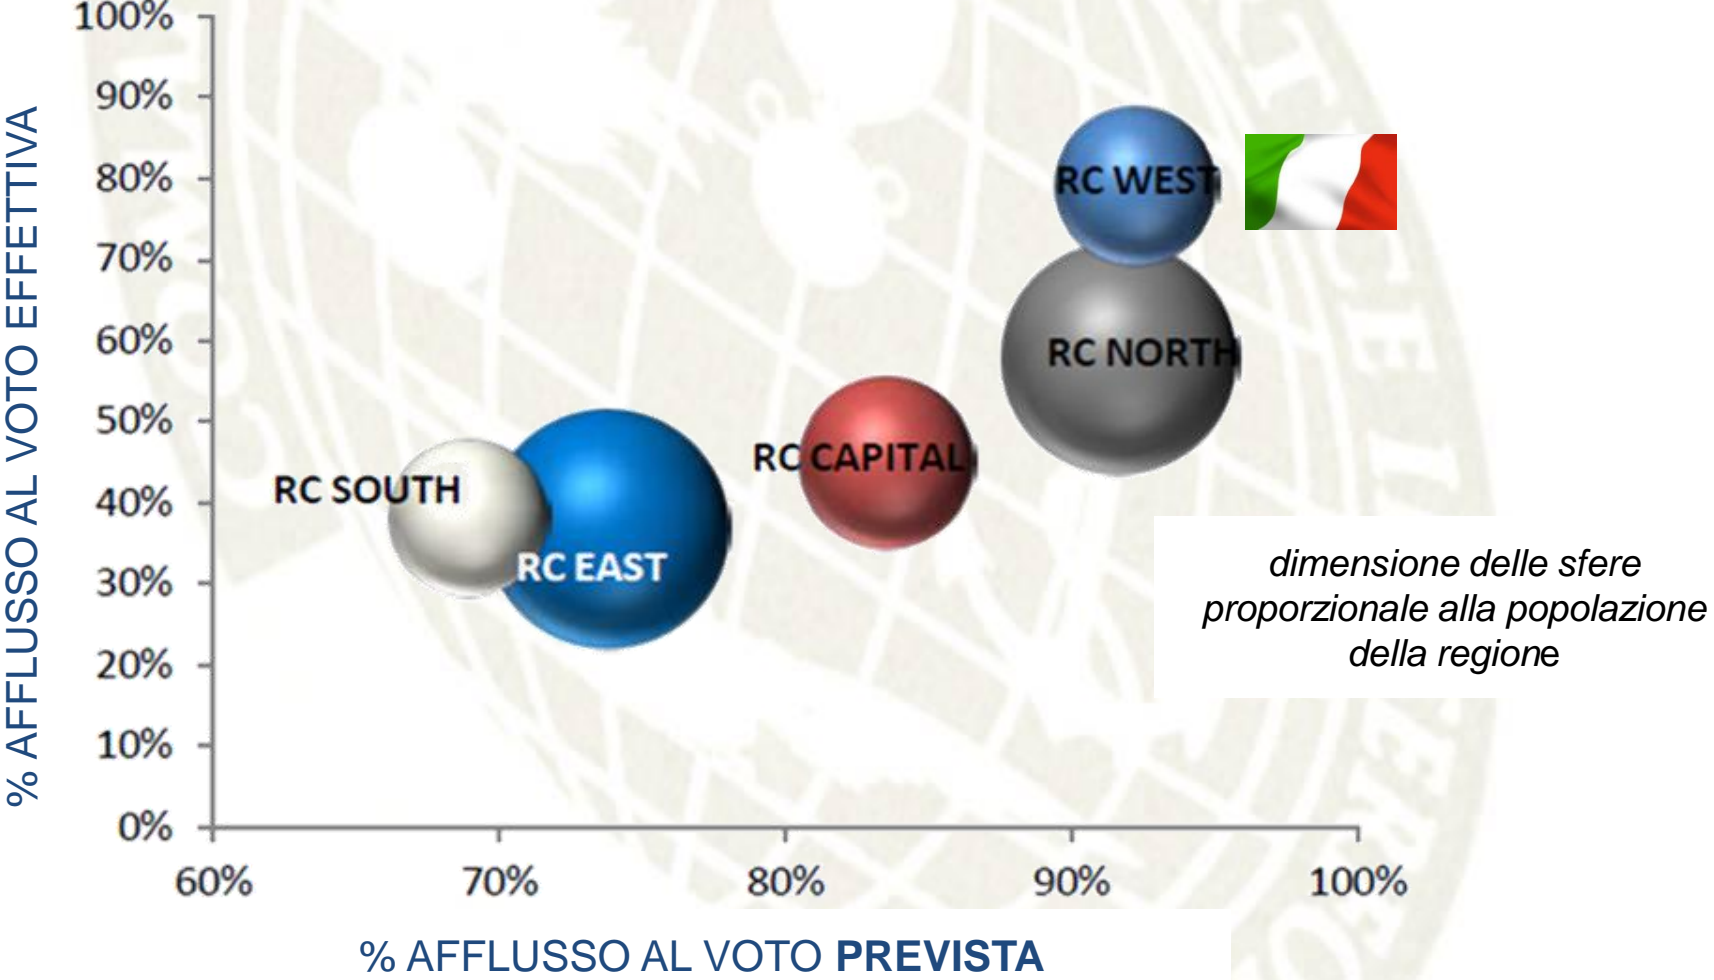 % AFFLUSSO AL VOTO EFFETTIVA
100%
90%
80%
70%
60%
50%
40%
30%
20%
10%
0%
RC WEST
RC NORTH
RC CAPITAL
RC SOUTH
RC EAST
dimensione delle sfere
proporzionale alla popolazione
della regione
60% 70% 80% 90% 100%
% AFFLUSSO AL VOTO PREVISTA